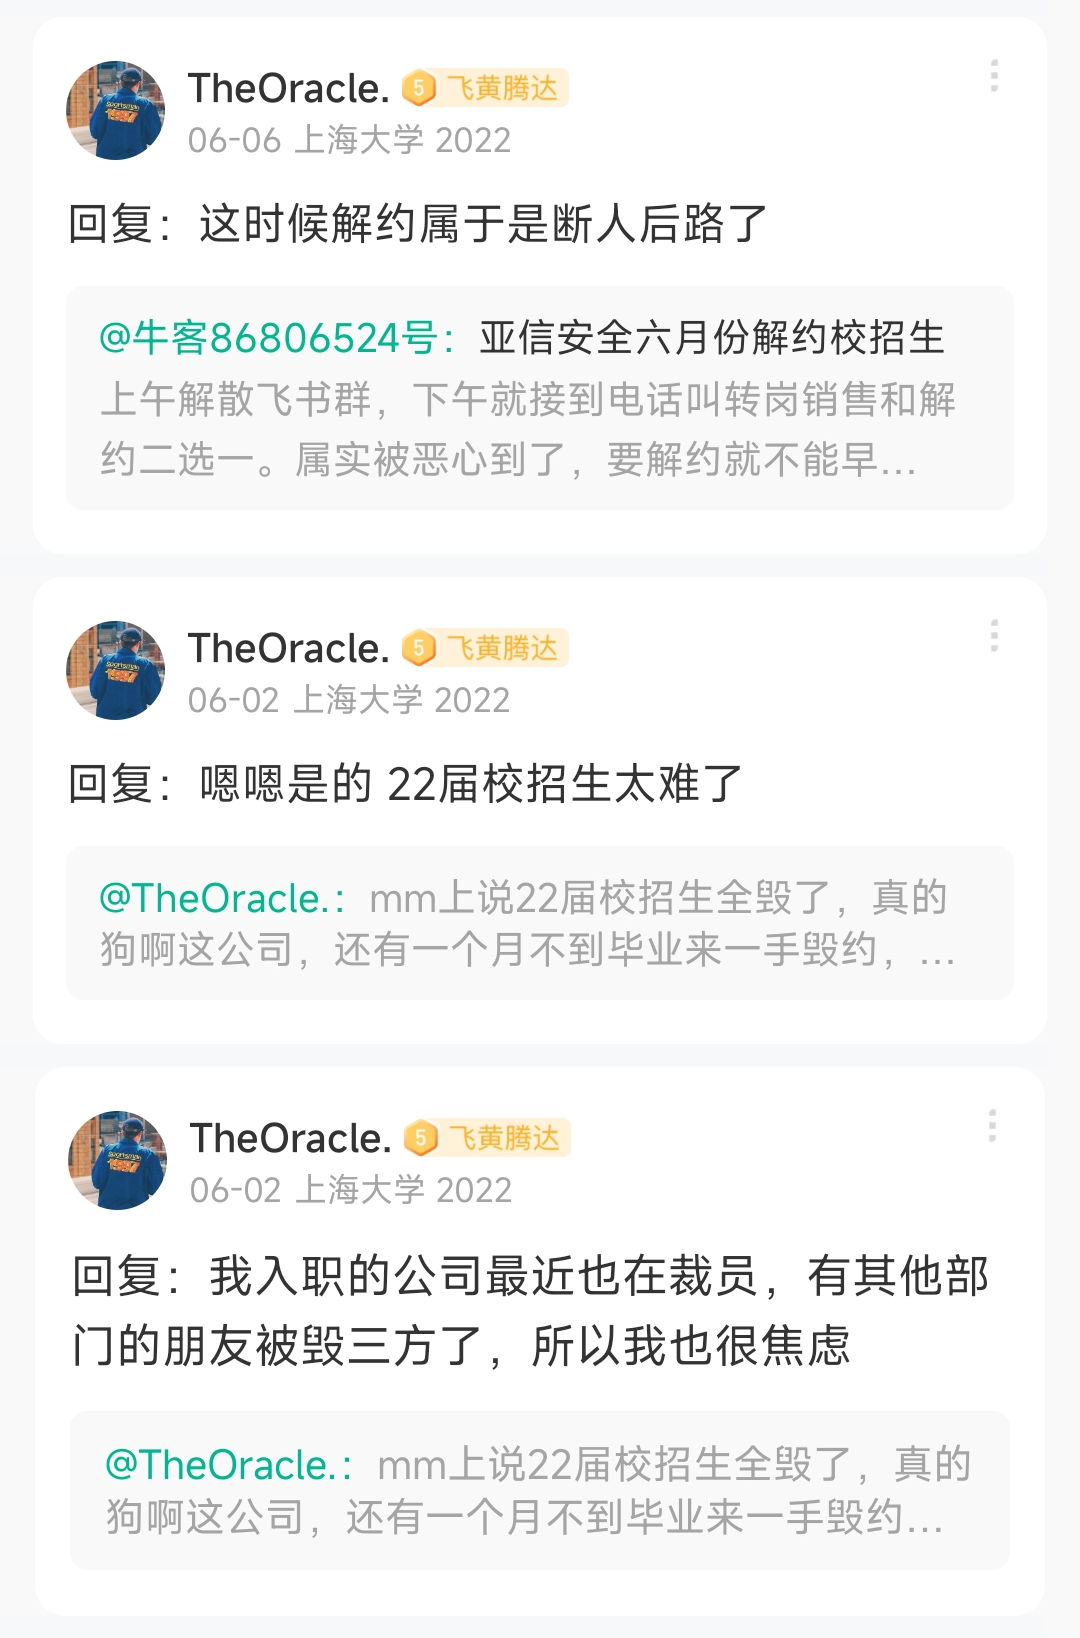 TheOracle. 5 飞黄腾达
06-06 上海大学 2022
回复：这时候解约属于是断人后路了
@牛客86806524号：亚信安全六月份解约校招生
上午解散飞书群，下午就接到电话叫转岗销售和解
约二选一。属实被恶心到了，要解约就不能早...
TheOracle. 5 飞黄腾达
06-02 上海大学 2022
回复：嗯嗯是的 22届校招生太难了
@TheOracle.：mm上说22届校招生全毁了，真的
狗啊这公司，还有一个月不到毕业来一手毁约，...
TheOracle. 5 飞黄腾达
06-02 上海大学 2022
回复：我入职的公司最近也在裁员，有其他部
门的朋友被毁三方了，所以我也很焦虑
@TheOracle.：mm上说22届校招生全毁了，真的
狗啊这公司，还有一个月不到毕业来一手毁约...